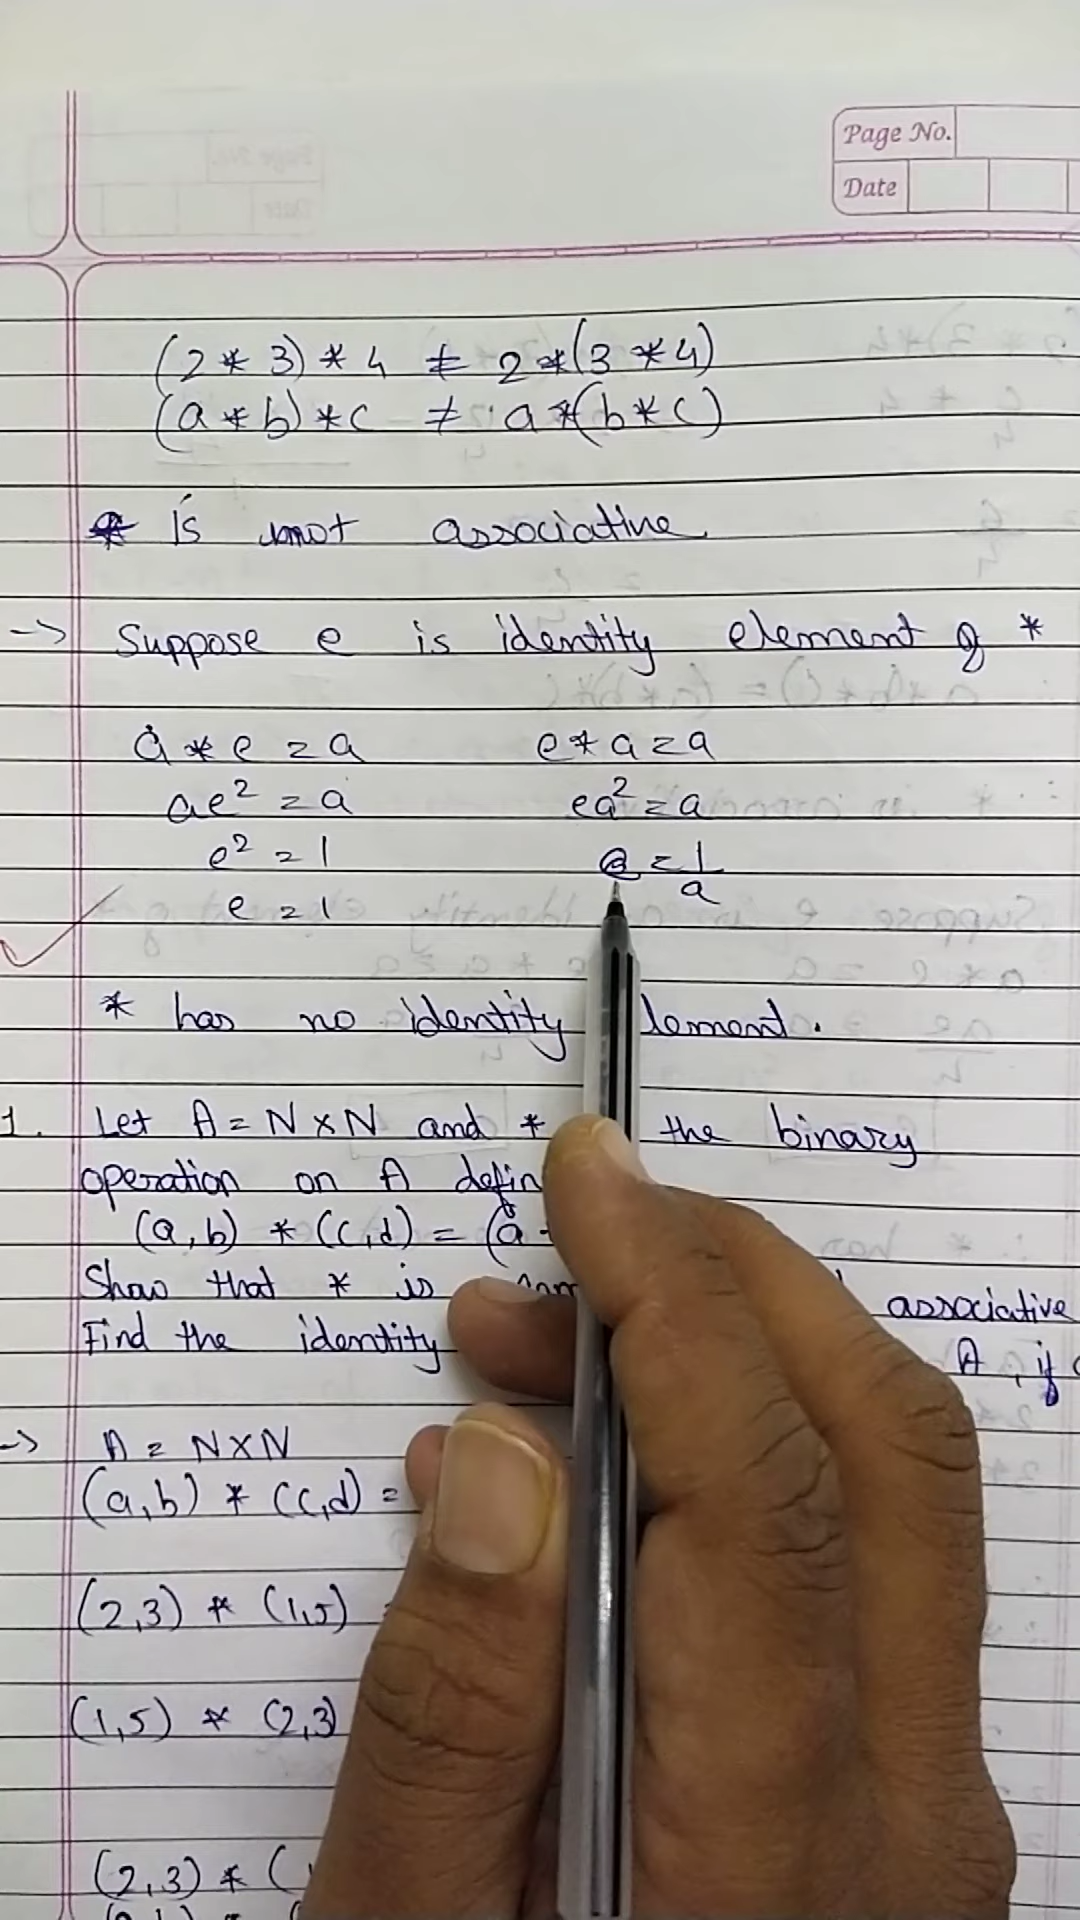 Page No.
Date
(2 * 3) * 4 ≠ 2 * (3 * 4)
(a * b) * c ≠ a * (b * c)
* is not associative
-> Suppose e is identity element of *
a * e = a e * a = a
ae² = a ea² = a
e² = 1 e = 1/a
e = 1
* has no identity lement.
1. Let A = N X N and * the binary
operation on A defin
(a, b) * (c, d) = (a
Show that * is associative
Find the identity A, if
-> A = N X N
(a, b) * (c, d) =
(2, 3) * (1, 5)
(1, 5) * (2, 3)
(2, 3) * (